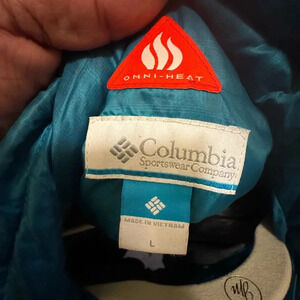 OMNI-HEAT
Columbia
Sportswear Company
MADE IN VIETNAM
L